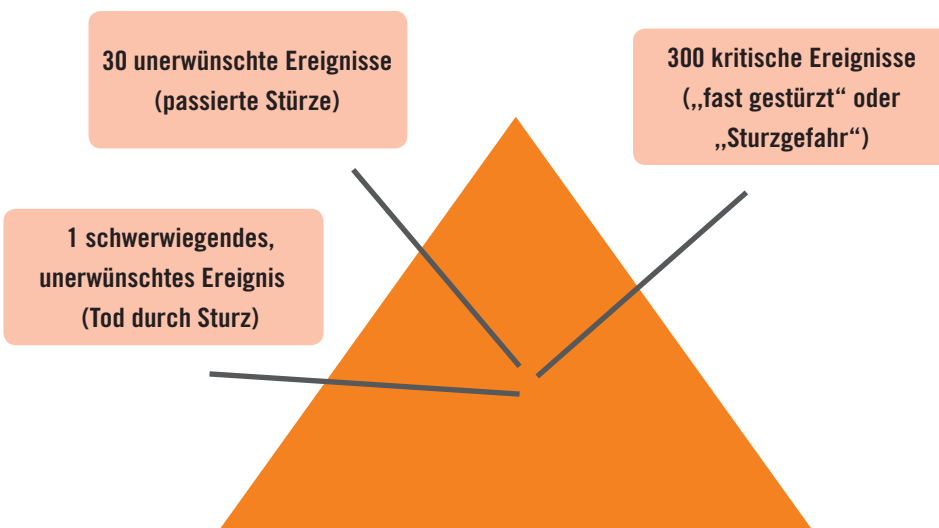 30 unerwünschte Ereignisse
(passierte Stürze)
300 kritische Ereignisse
(,,fast gestürzt“ oder
,,Sturzgefahr“)
1 schwerwiegendes,
unerwünschtes Ereignis
(Tod durch Sturz)